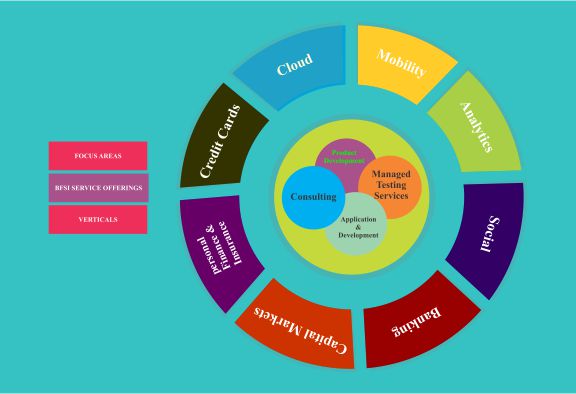 FOCUS AREAS
BFSI SERVICE OFFERINGS
VERTICALS
Cloud
Mobility
Analytics
Social
Banking
Capital Markets
personal
Finance &
Insurance
Credit Cards
Product
Development
Managed
Testing
Services
Consulting
Application
&
Development